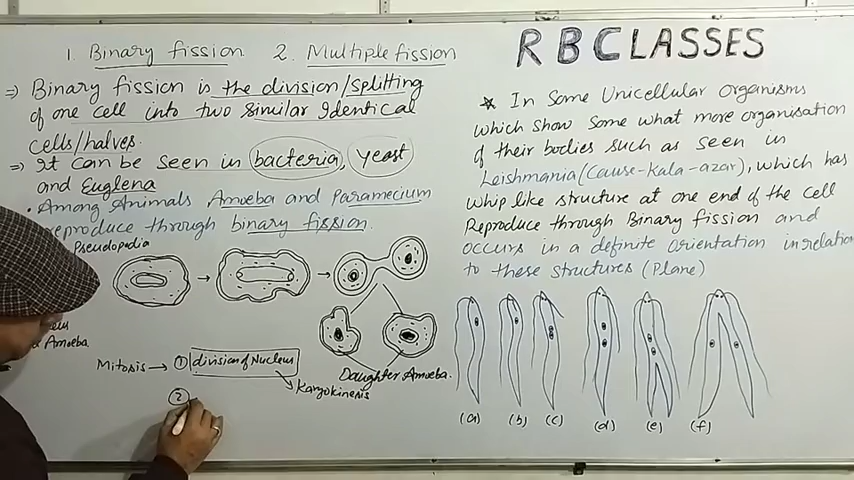 1. Binary fission 2. Multiple fission
⇒ Binary fission is the division/splitting
of one cell into two similar identical
cells/halves.
⇒ It can be seen in bacteria, yeast
and Euglena
• Among Animals Amoeba and Paramecium
reproduce through binary fission.
Pseudopodia
Amoeba
Mitosis → ① division of Nucleus
Karyokinesis
②
Daughter Amoeba.
RBCLASSES
* In Some Unicellular Organisms
which show some what more organisation
of their bodies such as seen in
Leishmania (Cause-Kala-azar), which has
whip like structure at one end of the cell
Reproduce through Binary fission and
occurs in a definite orientation in relation
to these structures (Plane)
(a) (b) (c) (d) (e) (f)